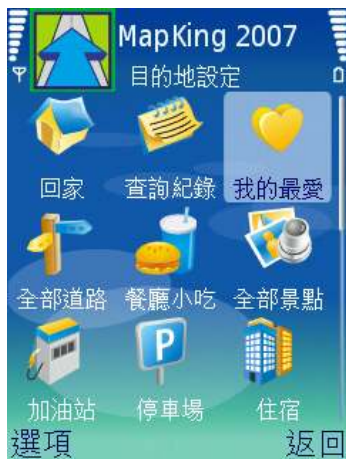 MapKing 2007
目的地設定
回家 查詢紀錄 我的最愛
全部道路 餐廳小吃 全部景點
P
加油站 停車場 住宿
選項 返回